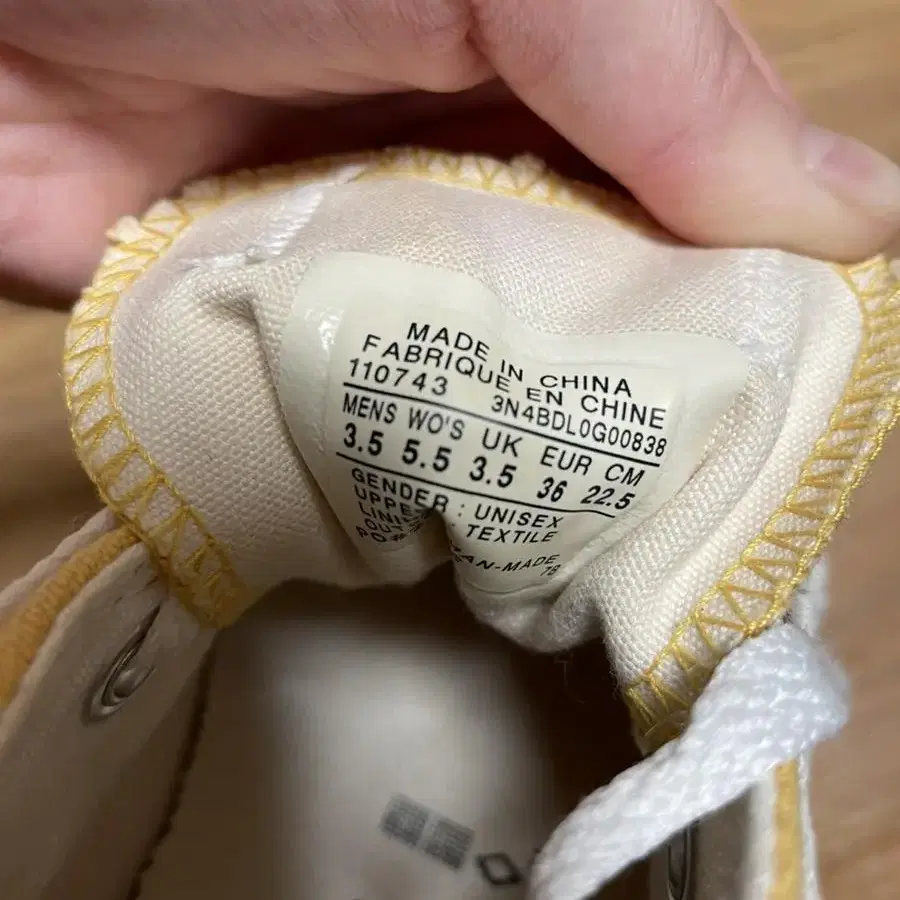 MADE IN CHINA
FABRIQUE EN CHINE
110743 3N4BDL0G00838
MENS WO'S UK EUR CM
3.5 5.5 3.5 36 22.5
GENDER: UNISEX
TEXTILE
78